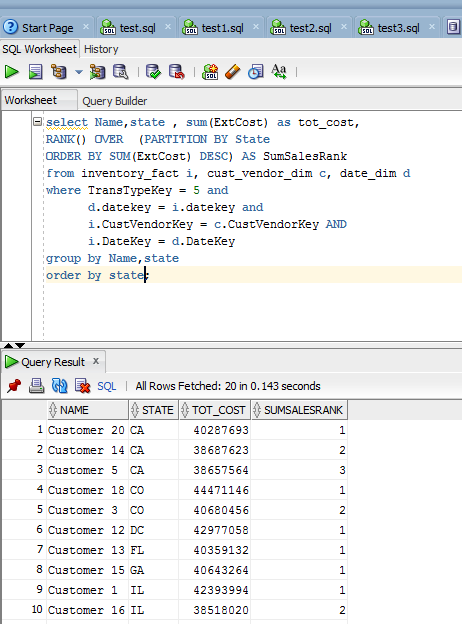 Start Page
test.sql
test1.sql
test2.sql
test3.sql
SQL Worksheet History
Worksheet Query Builder
select Name,state , sum(ExtCost) as tot_cost,
RANK() OVER (PARTITION BY State
ORDER BY SUM(ExtCost) DESC) AS SumSalesRank
from inventory_fact i, cust_vendor_dim c, date_dim d
where TransTypeKey = 5 and
d.datekey = i.datekey and
i.CustVendorKey = c.CustVendorKey AND
i.DateKey = d.DateKey
group by Name,state
order by state;
Query Result x
SQL | All Rows Fetched: 20 in 0.143 seconds
NAME STATE TOT_COST SUMSALESRANK
1 Customer 20 CA 40287693 1
2 Customer 14 CA 38687623 2
3 Customer 5 CA 38657564 3
4 Customer 18 CO 44471146 1
5 Customer 3 CO 40680456 2
6 Customer 12 DC 42977058 1
7 Customer 13 FL 40359132 1
8 Customer 15 GA 40643264 1
9 Customer 1 IL 42393994 1
10 Customer 16 IL 38518020 2